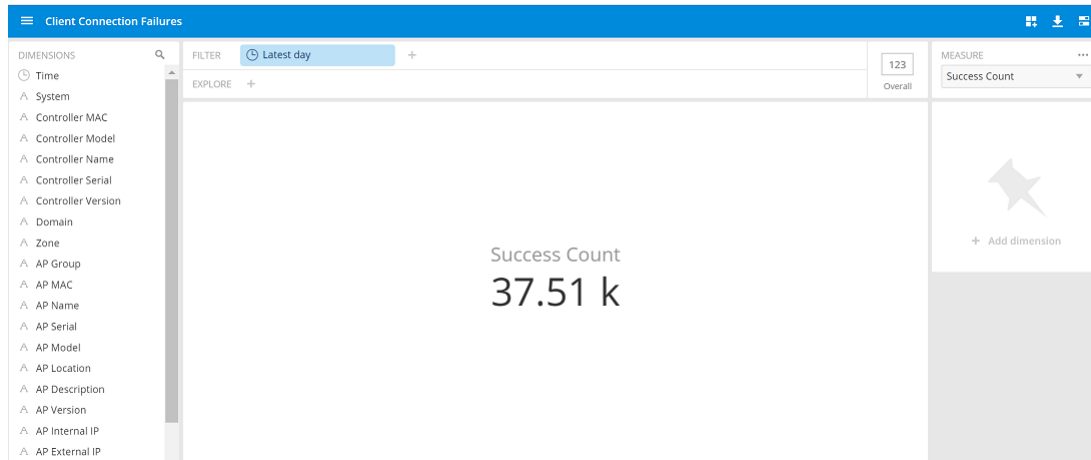 Client Connection Failures
DIMENSIONS
Time
System
Controller MAC
Controller Model
Controller Name
Controller Serial
Controller Version
Domain
Zone
AP Group
AP MAC
AP Name
AP Serial
AP Model
AP Location
AP Description
AP Version
AP Internal IP
AP External IP
FILTER
Latest day
+
EXPLORE +
123
Overall
Success Count
37.51 k
MEASURE
...
Success Count
+ Add dimension